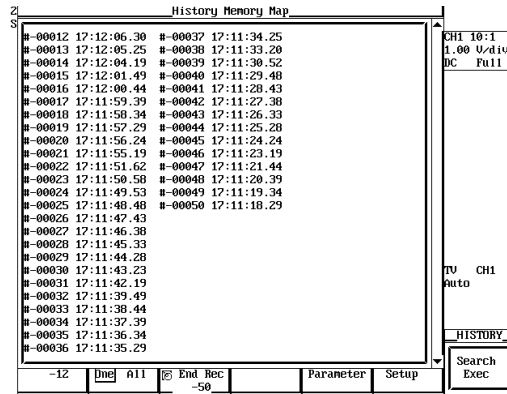 2
S
History Memory Map
#-00012 17:12:06.30 #-00037 17:11:34.25
#-00013 17:12:05.25 #-00038 17:11:33.20
#-00014 17:12:04.19 #-00039 17:11:30.52
#-00015 17:12:01.49 #-00040 17:11:29.48
#-00016 17:12:00.44 #-00041 17:11:28.43
#-00017 17:11:59.39 #-00042 17:11:27.38
#-00018 17:11:58.34 #-00043 17:11:26.33
#-00019 17:11:57.29 #-00044 17:11:25.28
#-00020 17:11:56.24 #-00045 17:11:24.24
#-00021 17:11:55.19 #-00046 17:11:23.19
#-00022 17:11:51.62 #-00047 17:11:21.44
#-00023 17:11:50.58 #-00048 17:11:20.39
#-00024 17:11:49.53 #-00049 17:11:19.34
#-00025 17:11:48.48 #-00050 17:11:18.29
#-00026 17:11:47.43
#-00027 17:11:46.38
#-00028 17:11:45.33
#-00029 17:11:44.28
#-00030 17:11:43.23
#-00031 17:11:42.19
#-00032 17:11:39.49
#-00033 17:11:38.44
#-00034 17:11:37.39
#-00035 17:11:36.34
#-00036 17:11:35.29
CH1 10:1
1.00 V/div
DC Full
TV CH1
Auto
HISTORY
Search
Exec
-12
One All
End Rec
-50
Parameter
Setup